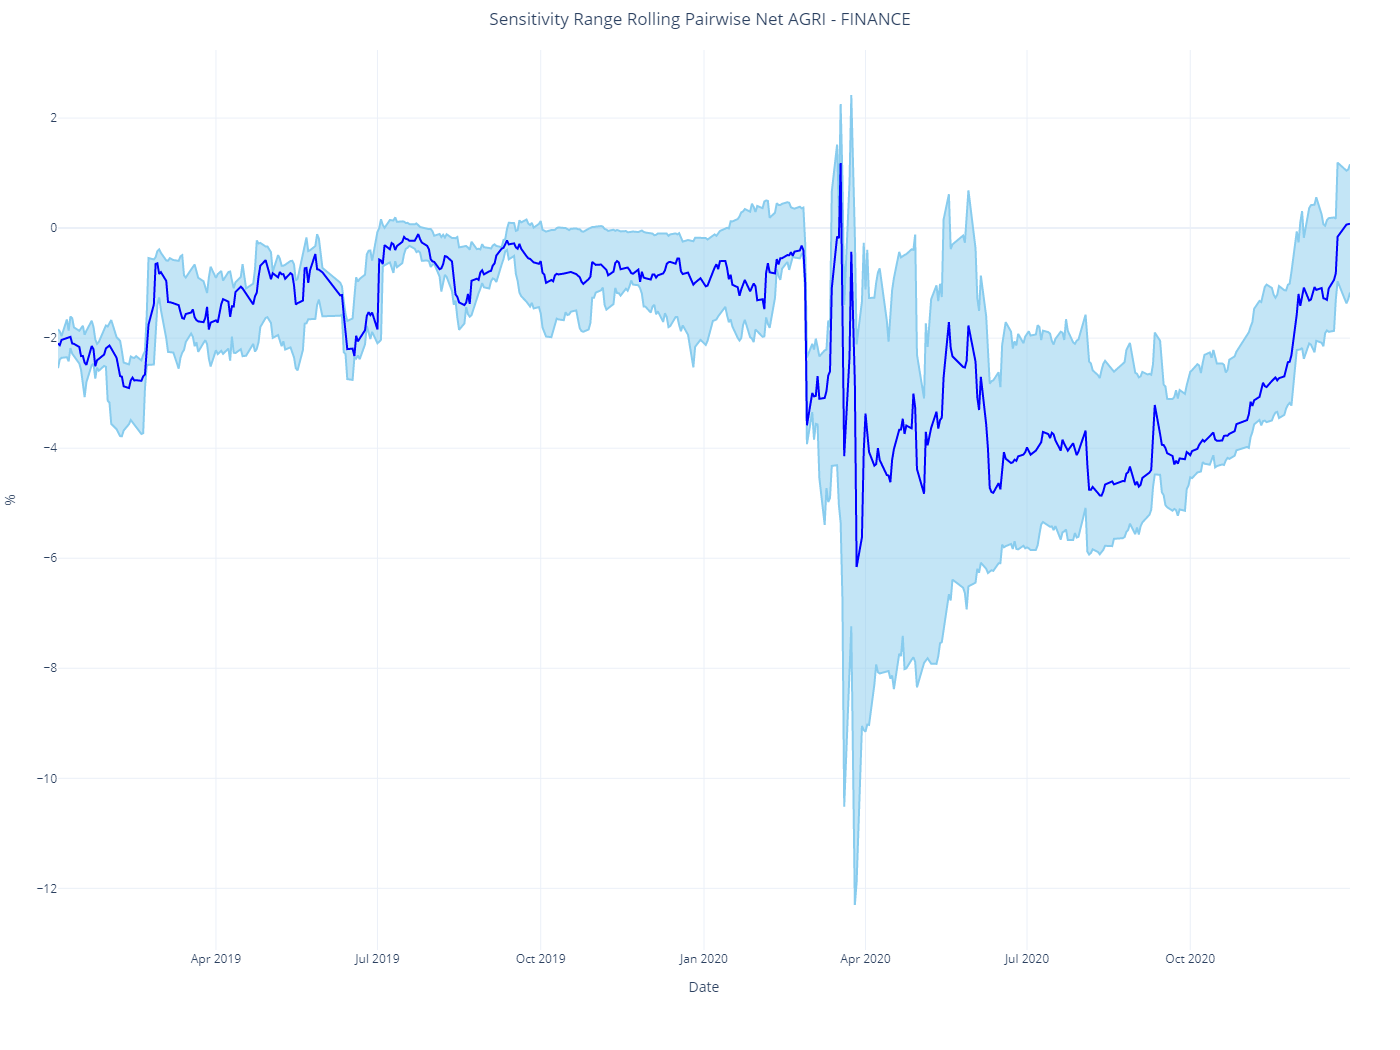 Sensitivity Range Rolling Pairwise Net AGRI - FINANCE
2
0
−2
−4
−6
−8
−10
−12
%
Apr 2019
Jul 2019
Oct 2019
Jan 2020
Apr 2020
Jul 2020
Oct 2020
Date